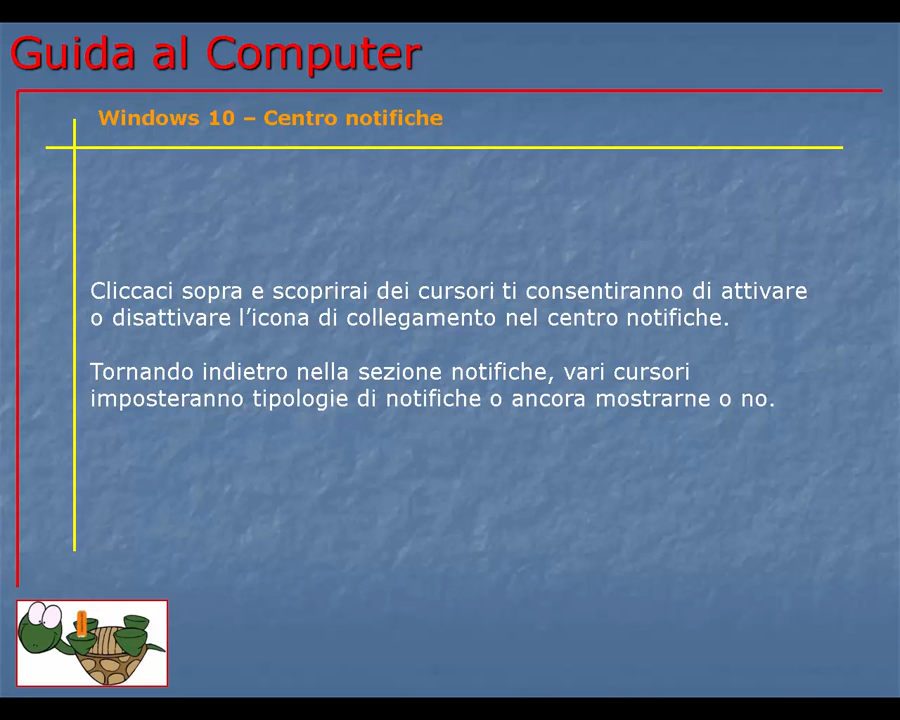 Guida al Computer
Windows 10 – Centro notifiche
Cliccaci sopra e scoprirai dei cursori ti consentiranno di attivare
o disattivare l’icona di collegamento nel centro notifiche.
Tornando indietro nella sezione notifiche, vari cursori
imposteranno tipologie di notifiche o ancora mostrarne o no.